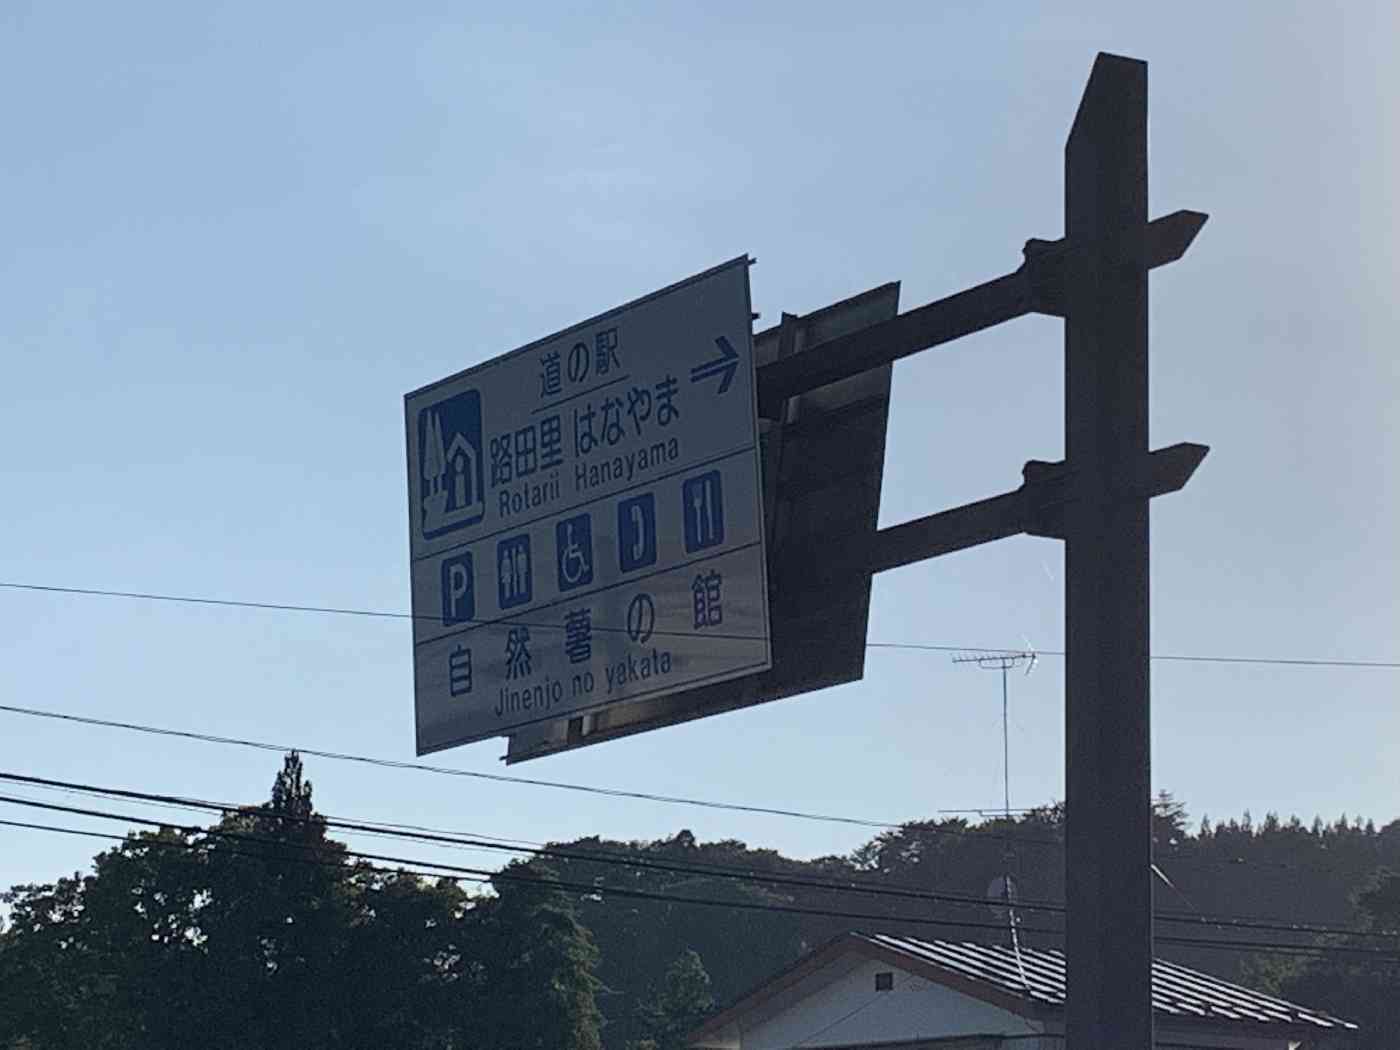 道の駅
路田里 はなやま
Rotarii Hanayama
P
自然薯の館
Jinenjo no yakata